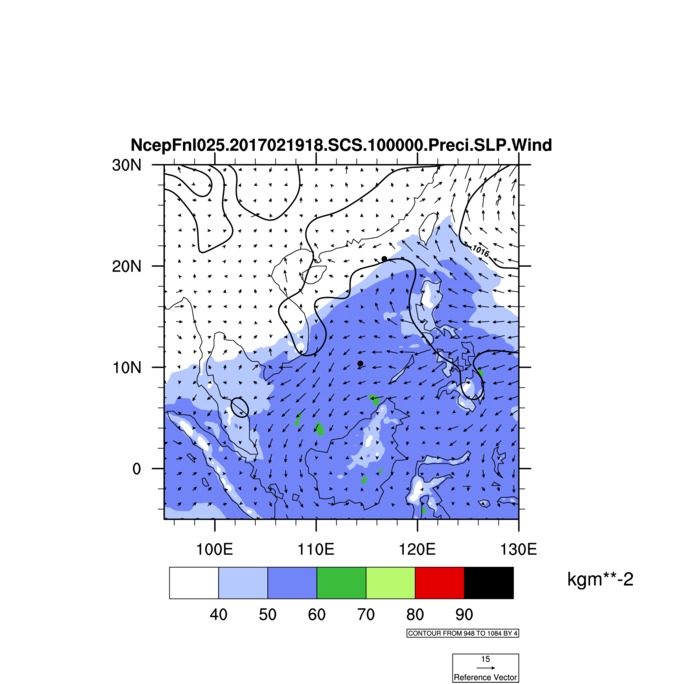 NcepFnl025.2017021918.SCS.100000.Preci.SLP.Wind
30N
20N
10N
0
1016
100E
110E
120E
130E
kgm**-2
40
50
60
70
80
90
CONTOUR FROM 948 TO 1084 BY 4
15
Reference Vector